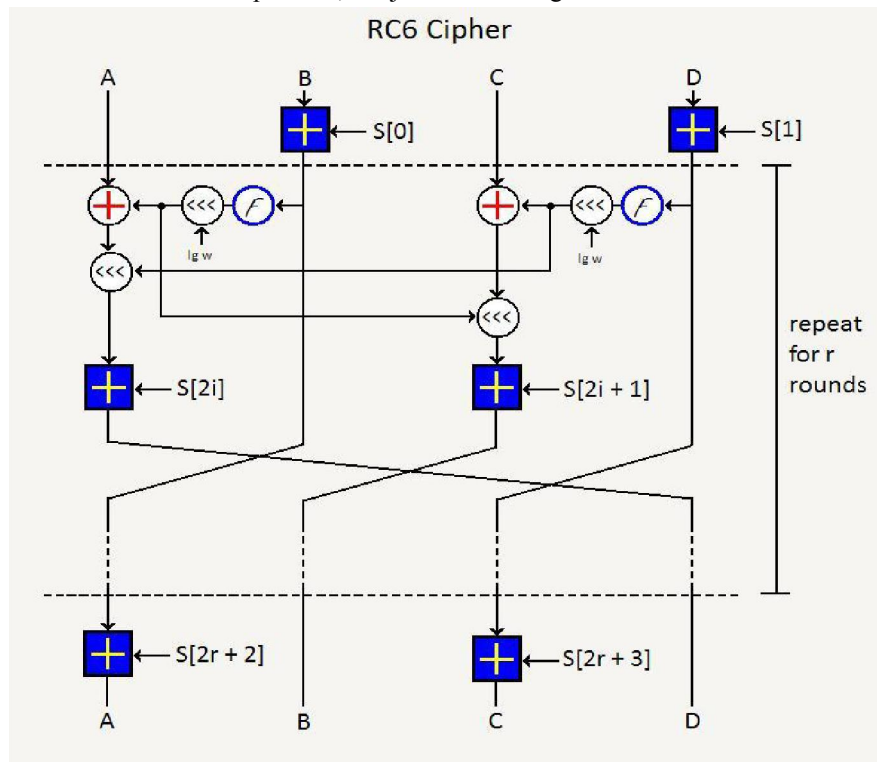 RC6 Cipher
A B C D
S[0] S[1]
<<< F <<< F
lg w lg w
<<<
<<<
repeat
for r
rounds
S[2i] S[2i + 1]
S[2r + 2] S[2r + 3]
A B C D